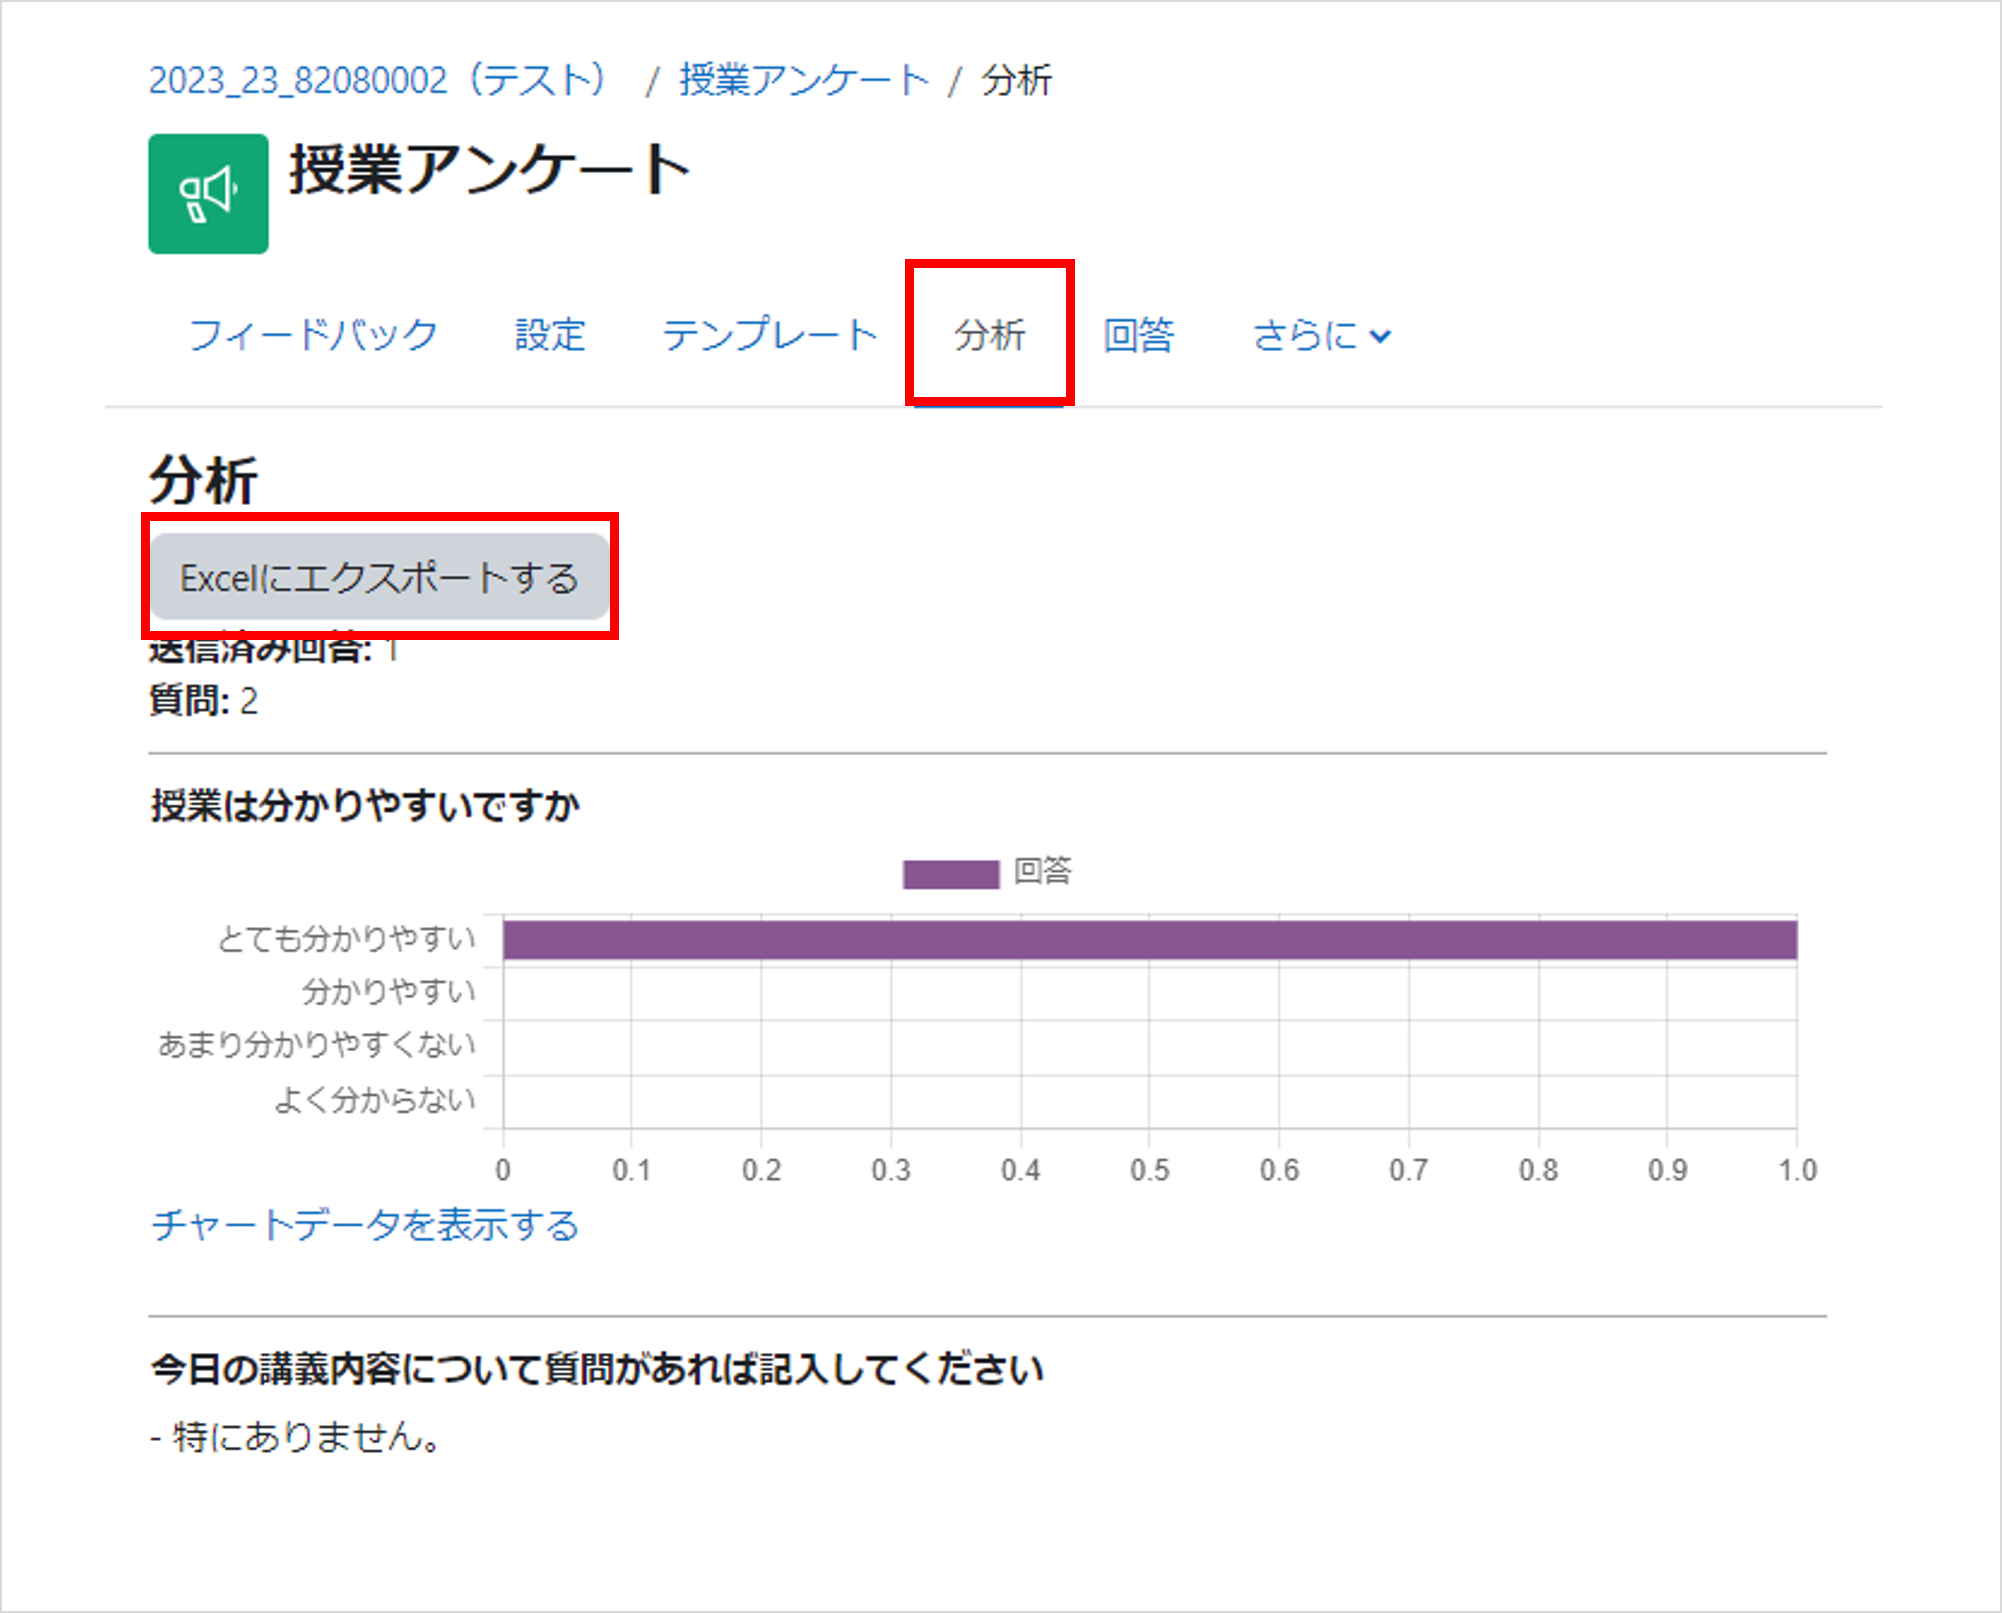 2023_23_82080002（テスト） / 授業アンケート / 分析
授業アンケート
フィードバック 設定 テンプレート 分析 回答 さらに
分析
Excelにエクスポートする
送信済み回答: 1
質問: 2
授業は分かりやすいですか
回答
とても分かりやすい
分かりやすい
あまり分かりやすくない
よく分からない
0 0.1 0.2 0.3 0.4 0.5 0.6 0.7 0.8 0.9 1.0
チャートデータを表示する
今日の講義内容について質問があれば記入してください
- 特にありません。